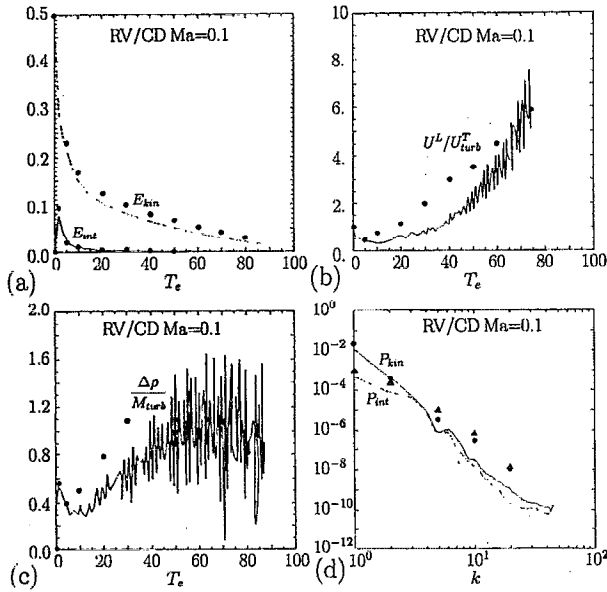 RV/CD Ma=0.1
0.5
0.4
0.3
0.2
0.1
0.0
E_kin
E_int
0 20 40 60 80 100
(a) T_e
RV/CD Ma=0.1
10.
8.
6.
4.
2.
0.
U^L/U^T_turb
0 20 40 60 80 100
(b) T_e
RV/CD Ma=0.1
2.0
1.6
1.2
0.8
0.4
0.0
Δp
M_turb
0 20 40 60 80 100
(c) T_e
RV/CD Ma=0.1
10^0
10^-2
10^-4
10^-6
10^-8
10^-10
10^-12
P_kin
P_int
10^0 10^1 10^2
(d) k